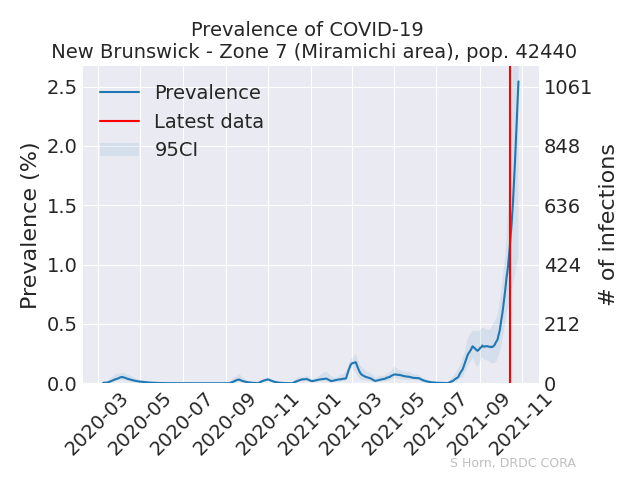 Prevalence of COVID-19
New Brunswick - Zone 7 (Miramichi area), pop. 42440
Prevalence
Latest data
95CI
Prevalence (%)
2.5
2.0
1.5
1.0
0.5
0.0
# of infections
1061
848
636
424
212
0
2020-03
2020-05
2020-07
2020-09
2020-11
2021-01
2021-03
2021-05
2021-07
2021-09
2021-11
S Horn, DRDC CORA